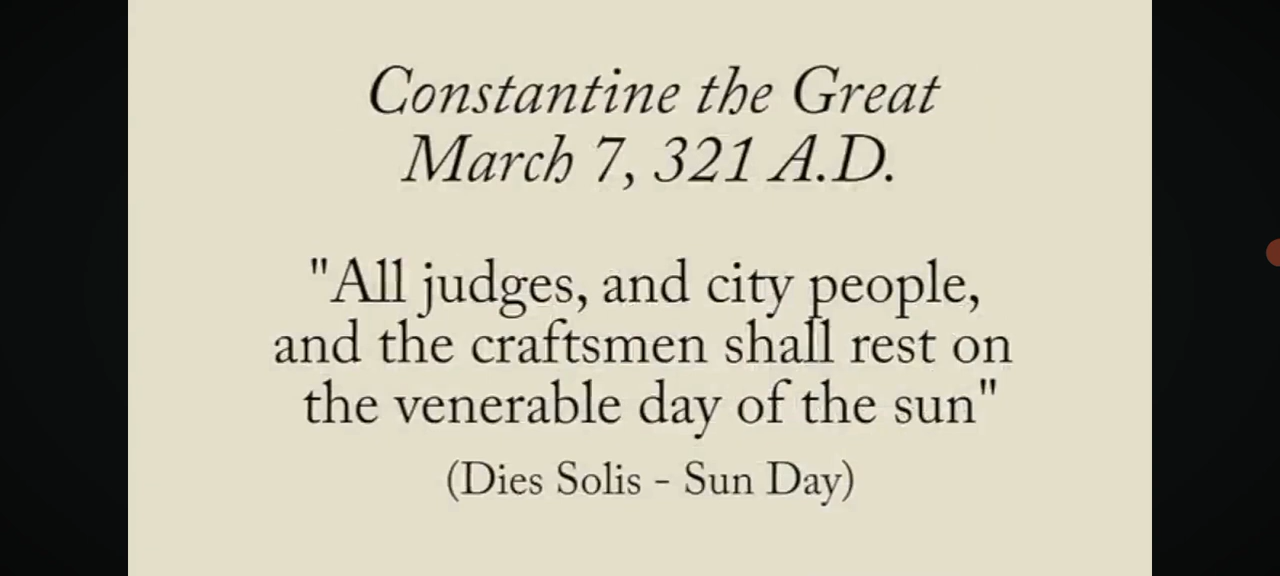 Constantine the Great
March 7, 321 A.D.
"All judges, and city people,
and the craftsmen shall rest on
the venerable day of the sun"
(Dies Solis - Sun Day)